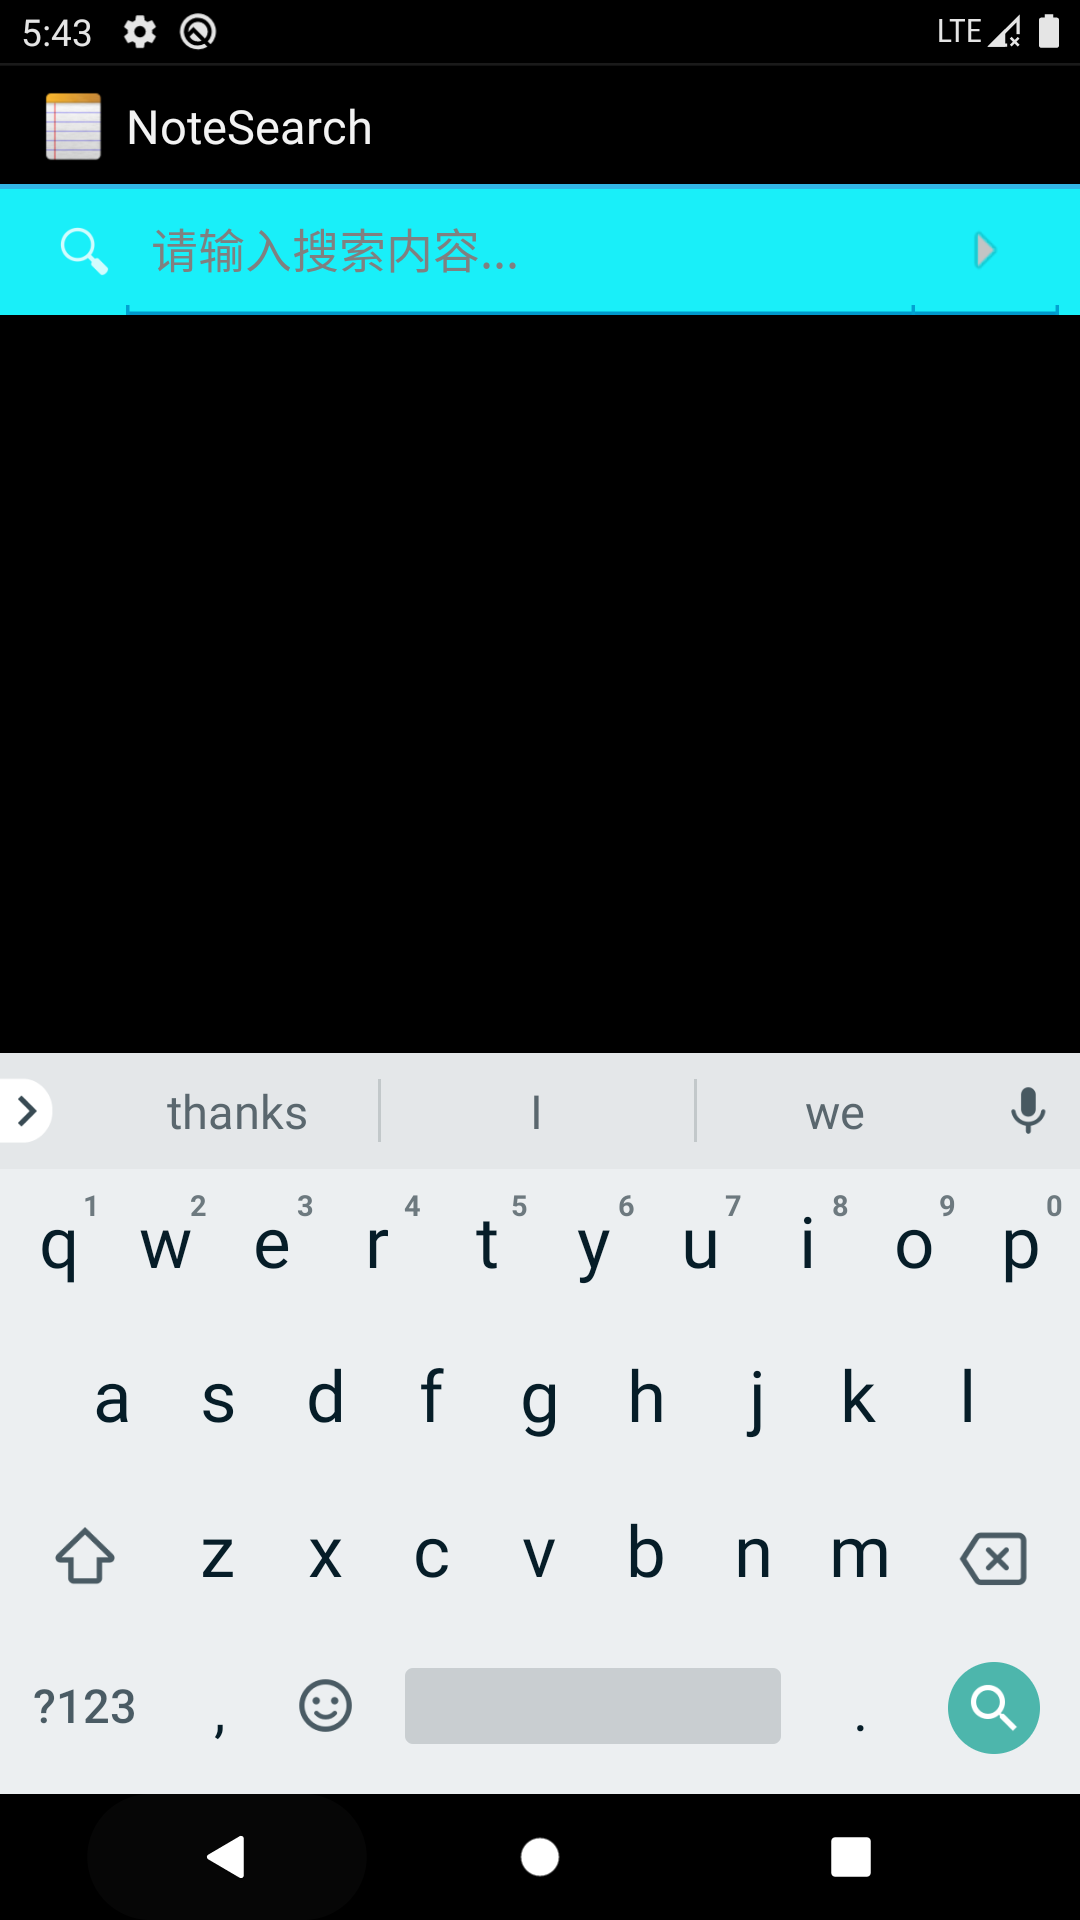 5:43 LTE
NoteSearch
请输入搜索内容...
thanks I we
1 2 3 4 5 6 7 8 9 0
q w e r t y u i o p
a s d f g h j k l
z x c v b n m
?123 , .